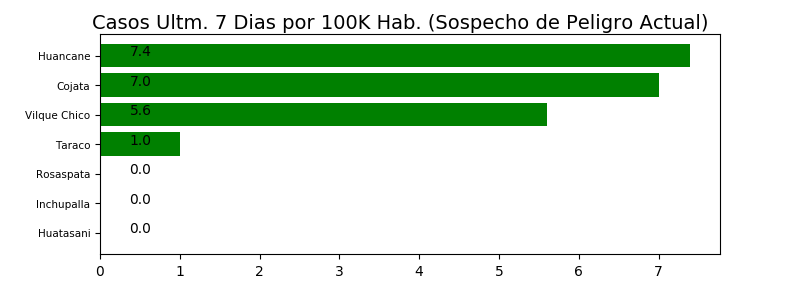 Casos Ultm. 7 Dias por 100K Hab. (Sospecho de Peligro Actual)
Huancane 7.4
Cojata 7.0
Vilque Chico 5.6
Taraco 1.0
Rosaspata 0.0
Inchupalla 0.0
Huatasani 0.0
0 1 2 3 4 5 6 7